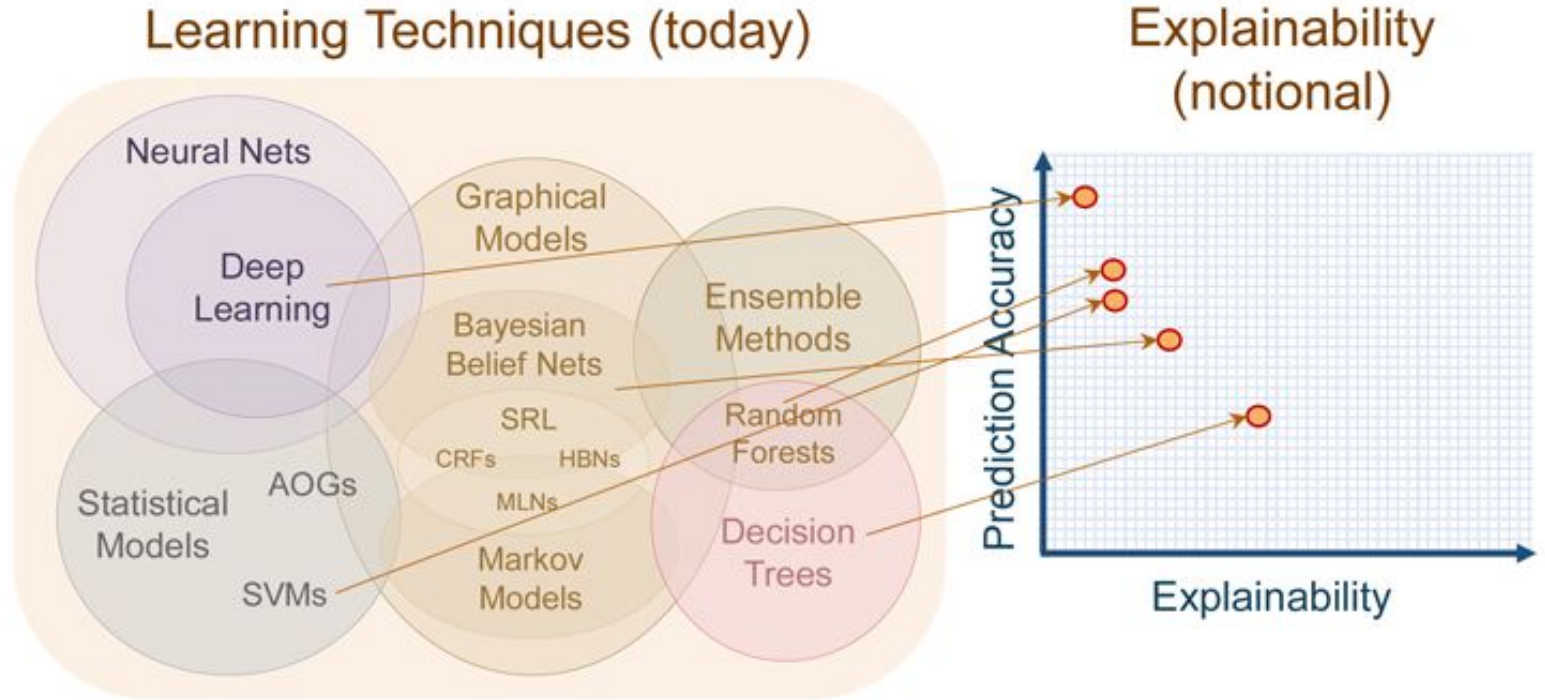 Learning Techniques (today)
Neural Nets
Deep
Learning
Graphical
Models
Bayesian
Belief Nets
SRL
CRFs
HBNs
MLNs
Markov
Models
Ensemble
Methods
Random
Forests
Decision
Trees
Statistical
Models
AOGs
SVMs
Explainability
(notional)
Prediction Accuracy
Explainability